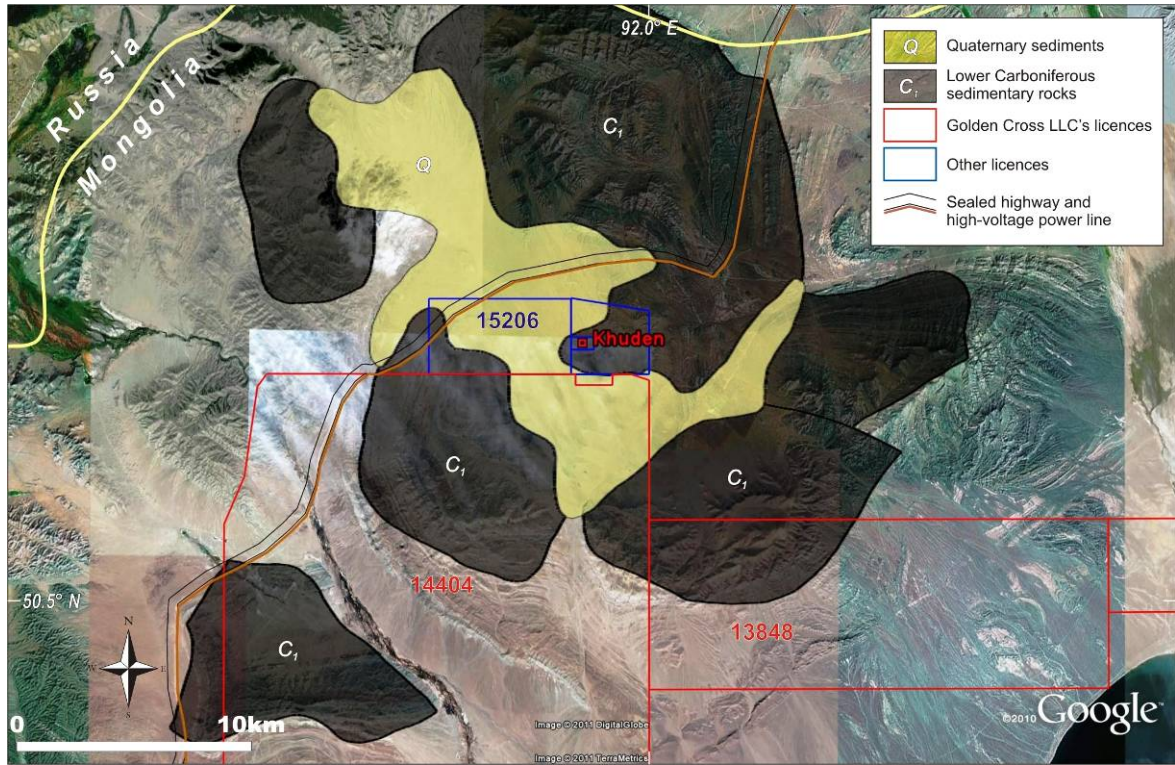 92.0° E
Russia
Mongolia
Q
C₁
Q
Quaternary sediments
C₁
Lower Carboniferous
sedimentary rocks
Golden Cross LLC's licences
Other licences
Sealed highway and
high-voltage power line
15206
Khuden
C₁
C₁
14404
13848
50.5° N
C₁
N
W
E
S
0
10km
Image © 2011 DigitalGlobe
Image © 2011 TerraMetrics
©2010 Google™